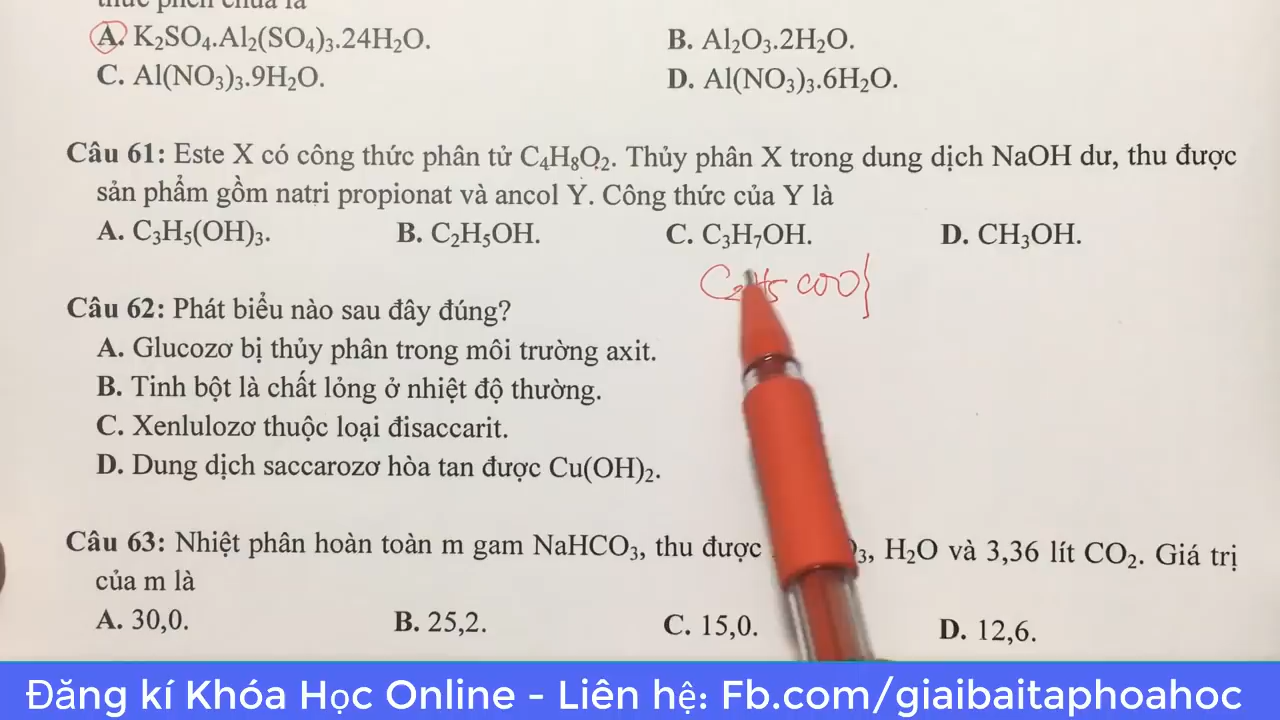 thức phèn chua là
A. K₂SO₄.Al₂(SO₄)₃.24H₂O. B. Al₂O₃.2H₂O.
C. Al(NO₃)₃.9H₂O. D. Al(NO₃)₃.6H₂O.
Câu 61: Este X có công thức phân tử C₄H₈O₂. Thủy phân X trong dung dịch NaOH dư, thu được
sản phẩm gồm natri propionat và ancol Y. Công thức của Y là
A. C₃H₅(OH)₃. B. C₂H₅OH. C. C₃H₇OH. D. CH₃OH.
C₂H₅COO}
Câu 62: Phát biểu nào sau đây đúng?
A. Glucozơ bị thủy phân trong môi trường axit.
B. Tinh bột là chất lỏng ở nhiệt độ thường.
C. Xenlulozơ thuộc loại đisaccarit.
D. Dung dịch saccarozơ hòa tan được Cu(OH)₂.
Câu 63: Nhiệt phân hoàn toàn m gam NaHCO₃, thu được O₃, H₂O và 3,36 lít CO₂. Giá trị
của m là
A. 30,0. B. 25,2. C. 15,0. D. 12,6.
Đăng kí Khóa Học Online - Liên hệ: Fb.com/giaibaitaphoahoc